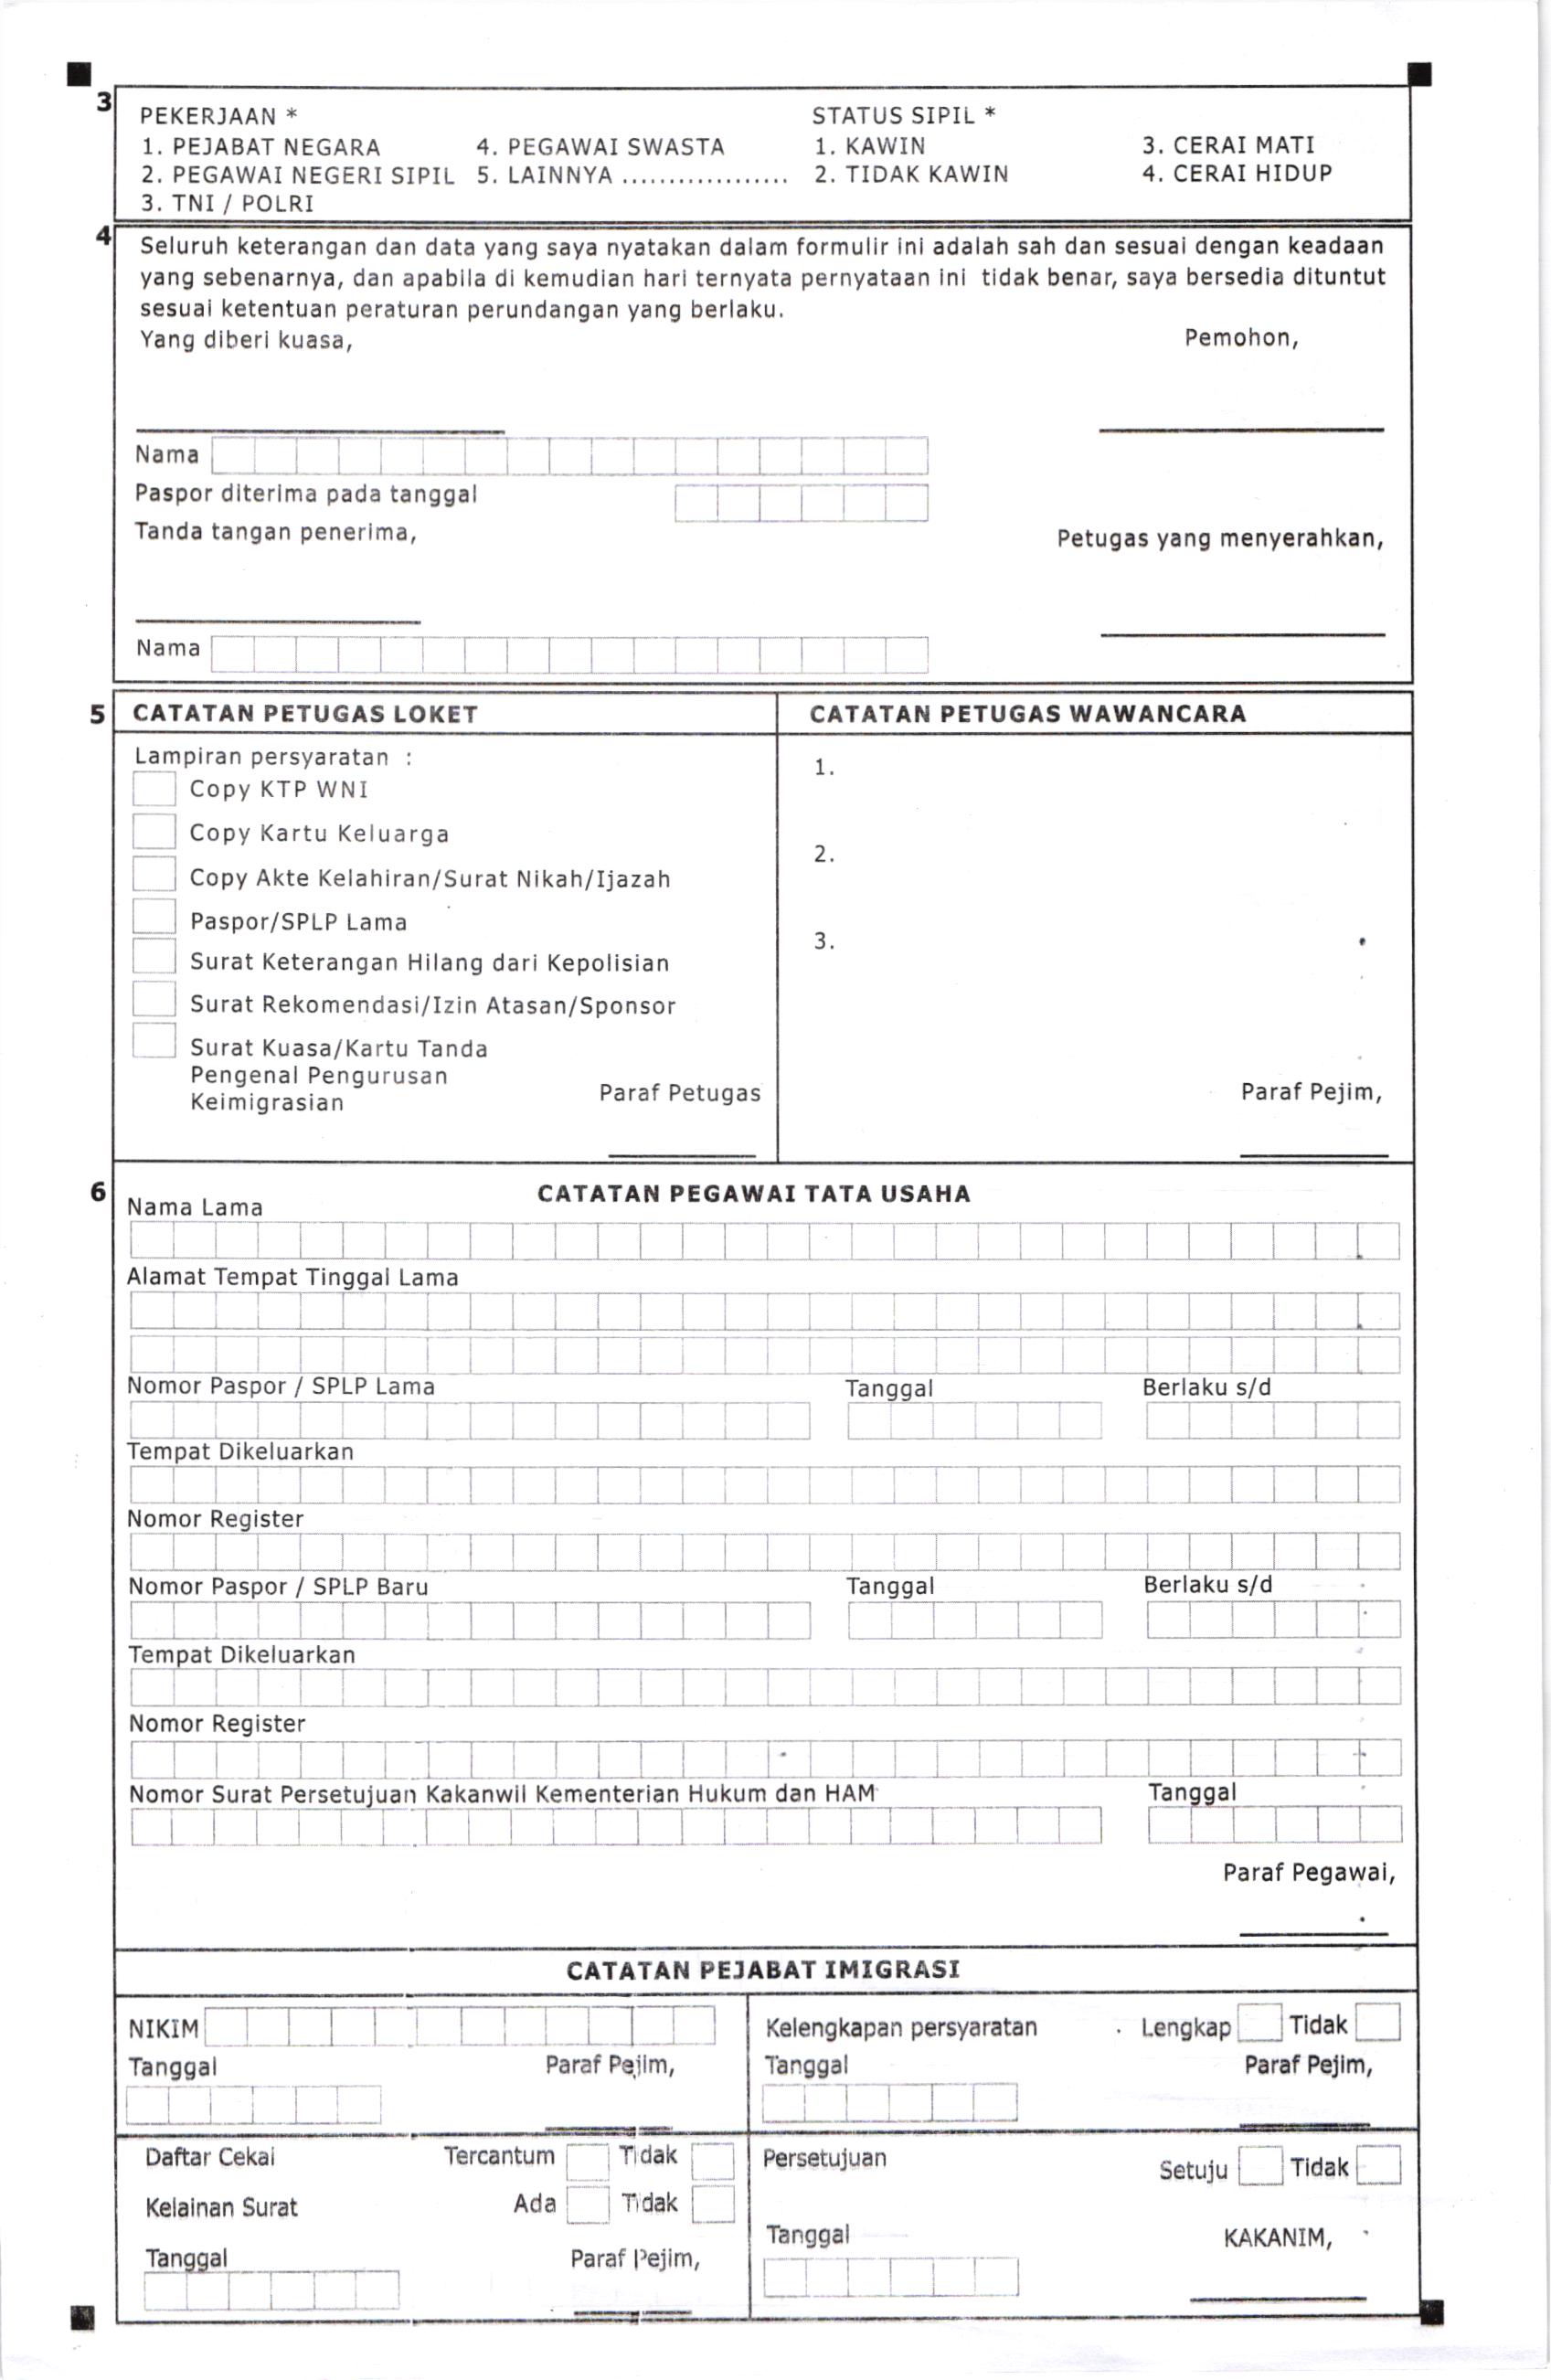 3
PEKERJAAN *
1. PEJABAT NEGARA
2. PEGAWAI NEGERI SIPIL
3. TNI / POLRI
4. PEGAWAI SWASTA
5. LAINNYA ..................
STATUS SIPIL *
1. KAWIN
2. TIDAK KAWIN
3. CERAI MATI
4. CERAI HIDUP
4
Seluruh keterangan dan data yang saya nyatakan dalam formulir ini adalah sah dan sesuai dengan keadaan
yang sebenarnya, dan apabila di kemudian hari ternyata pernyataan ini tidak benar, saya bersedia dituntut
sesuai ketentuan peraturan perundangan yang berlaku.
Yang diberi kuasa,
Pemohon,
Nama
Paspor diterima pada tanggal
Tanda tangan penerima,
Petugas yang menyerahkan,
Nama
5
CATATAN PETUGAS LOKET
Lampiran persyaratan :
Copy KTP WNI
Copy Kartu Keluarga
Copy Akte Kelahiran/Surat Nikah/Ijazah
Paspor/SPLP Lama
Surat Keterangan Hilang dari Kepolisian
Surat Rekomendasi/Izin Atasan/Sponsor
Surat Kuasa/Kartu Tanda
Pengenal Pengurusan
Keimigrasian
Paraf Petugas
CATATAN PETUGAS WAWANCARA
1.
2.
3.
Paraf Pejim,
6
CATATAN PEGAWAI TATA USAHA
Nama Lama
Alamat Tempat Tinggal Lama
Nomor Paspor / SPLP Lama
Tanggal
Berlaku s/d
Tempat Dikeluarkan
Nomor Register
Nomor Paspor / SPLP Baru
Tanggal
Berlaku s/d
Tempat Dikeluarkan
Nomor Register
Nomor Surat Persetujuan Kakanwil Kementerian Hukum dan HAM
Tanggal
Paraf Pegawai,
CATATAN PEJABAT IMIGRASI
NIKIM
Tanggal
Paraf Pejim,
Kelengkapan persyaratan
Lengkap
Tidak
Tanggal
Paraf Pejim,
Daftar Cekal
Tercantum
Tidak
Kelainan Surat
Ada
Tidak
Tanggal
Paraf Pejim,
Persetujuan
Setuju
Tidak
Tanggal
KAKANIM,